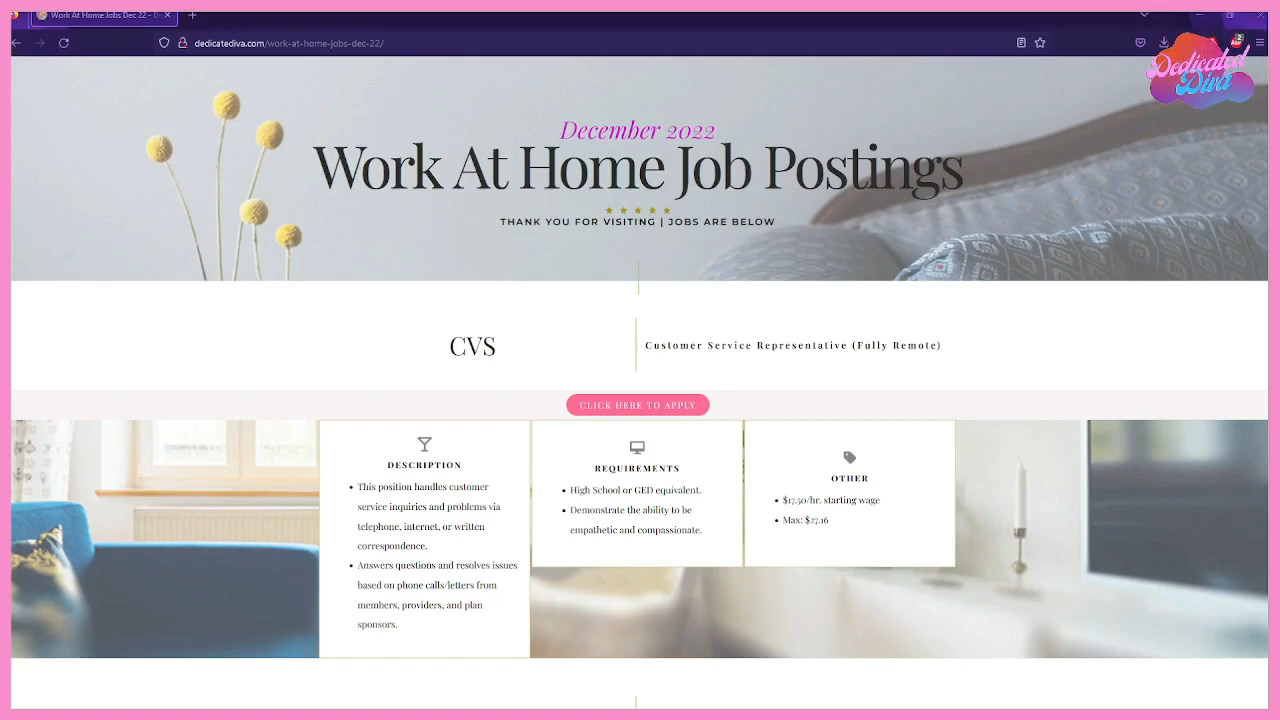 Work At Home Jobs Dec 22 - D
dedicatediva.com/work-at-home-jobs-dec-22/
2
Dedicated
Diva
December 2022
Work At Home Job Postings
THANK YOU FOR VISITING | JOBS ARE BELOW
CVS
Customer Service Representative (Fully Remote)
CLICK HERE TO APPLY
DESCRIPTION
• This position handles customer
service inquiries and problems via
telephone, internet, or written
correspondence.
• Answers questions and resolves issues
based on phone calls/letters from
members, providers, and plan
sponsors.
REQUIREMENTS
• High School or GED equivalent.
• Demonstrate the ability to be
empathetic and compassionate.
OTHER
• $17.50/hr. starting wage
• Max: $27.16